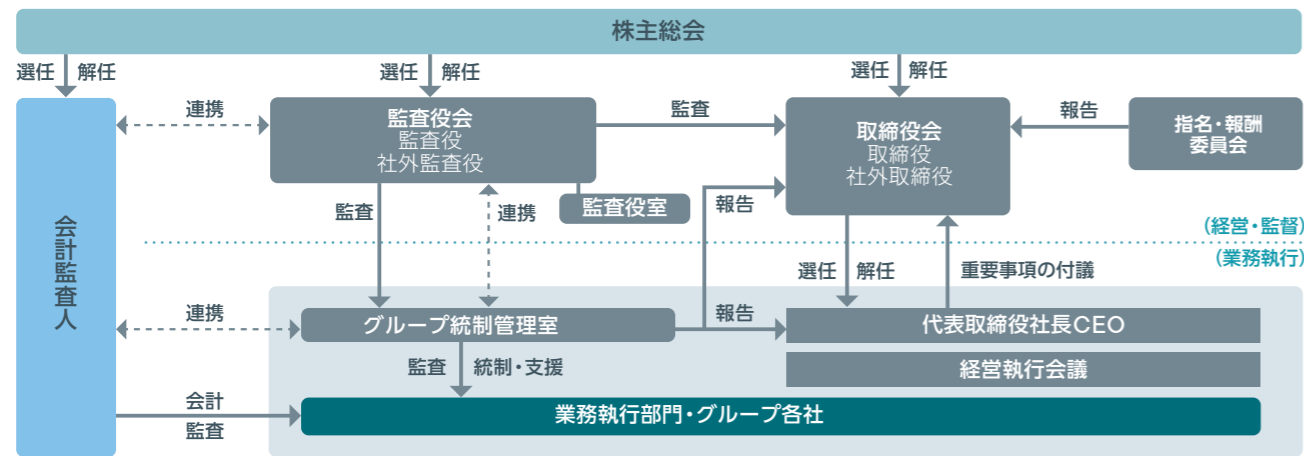 株主総会
選任 解任
選任 解任
選任 解任
連携
監査役会
監査役
社外監査役
監査
取締役会
取締役
社外取締役
報告
指名・報酬
委員会
監査
連携
監査役室
報告
(経営・監督)
(業務執行)
会計監査人
選任 解任
重要事項の付議
連携
グループ統制管理室
報告
代表取締役社長CEO
監査 統制・支援
経営執行会議
会計
監査
業務執行部門・グループ各社